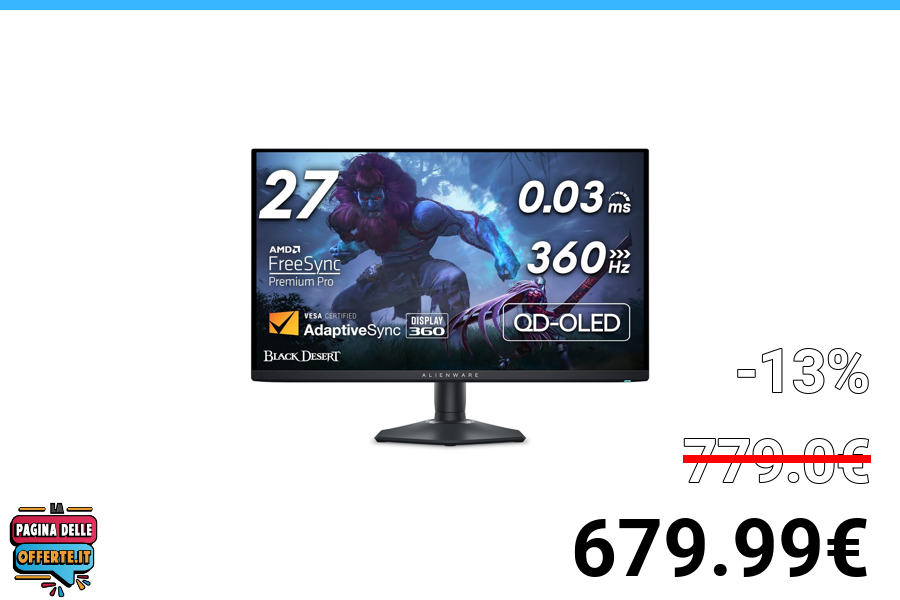 27
0.03 ms
AMD
FreeSync
Premium Pro
360 Hz
VESA CERTIFIED
AdaptiveSync
DISPLAY
360
QD-OLED
BLACK DESERT
ALIENWARE
-13%
779.0€
679.99€
LA
PAGINA DELLE
OFFERTE.IT